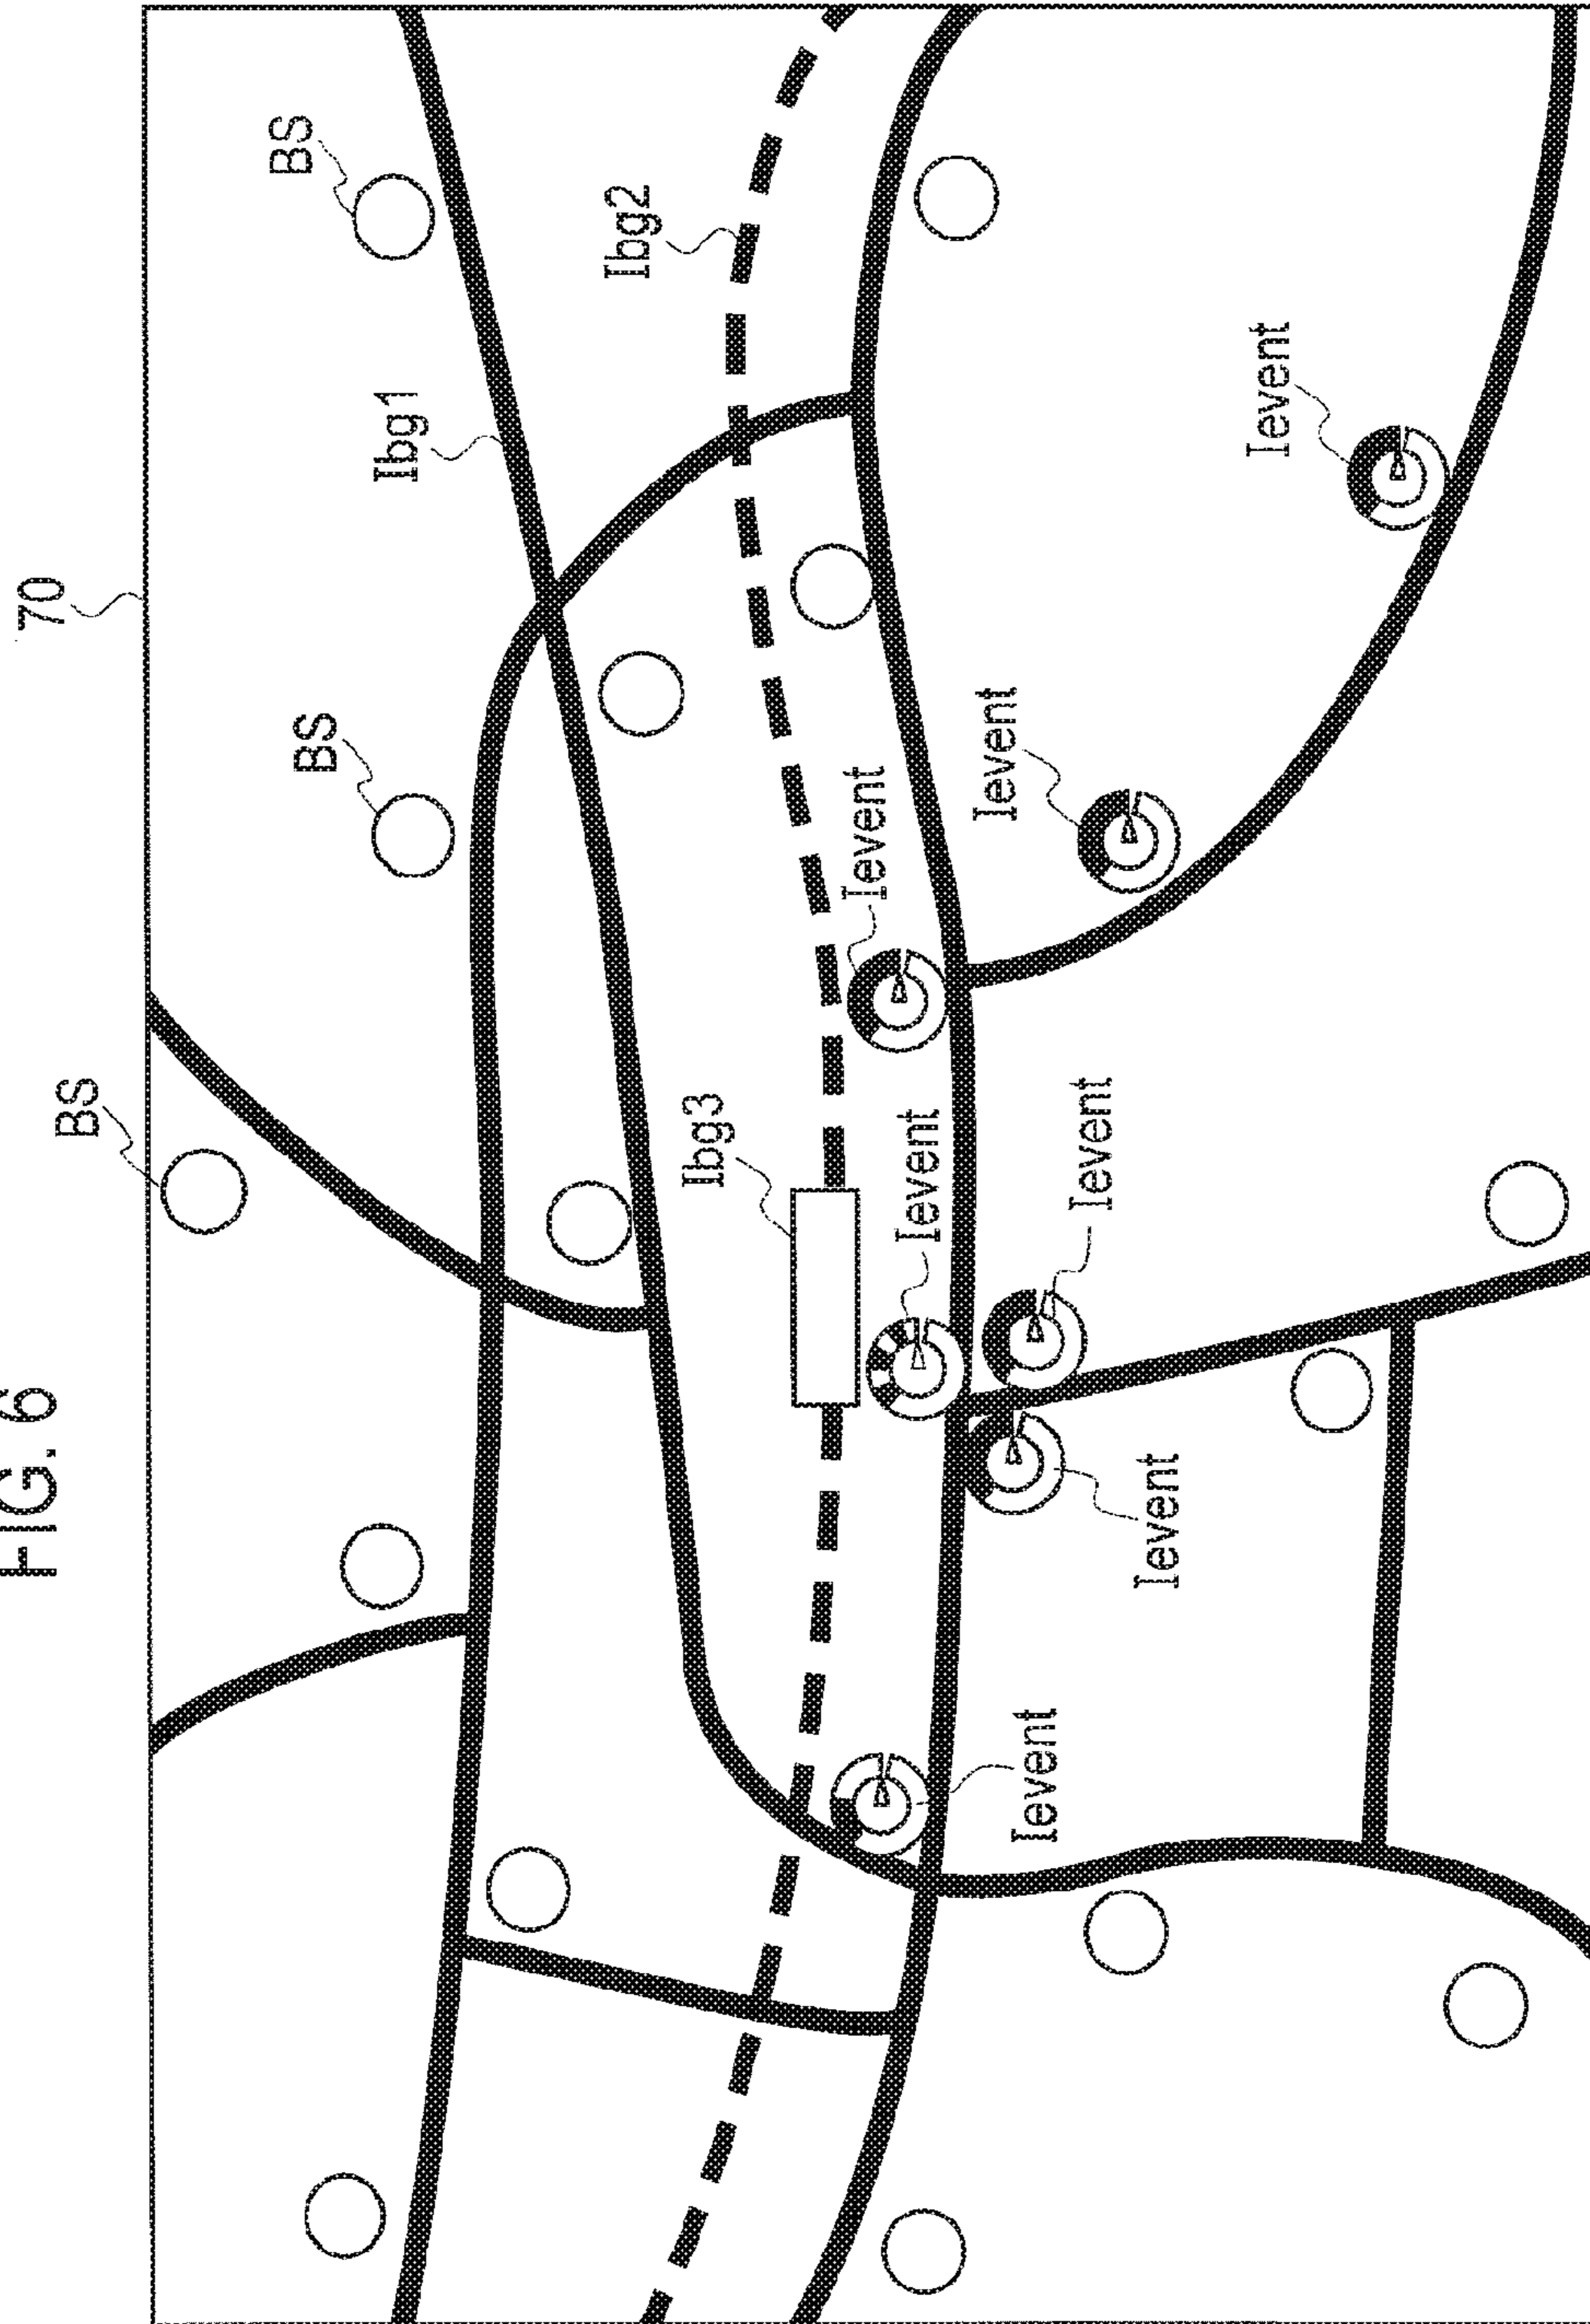 FIG. 6
70
BS
BS
BS
Ibg1
Ibg2
Ibg3
Ievent
Ievent
Ievent
Ievent
Ievent
Ievent
Ievent